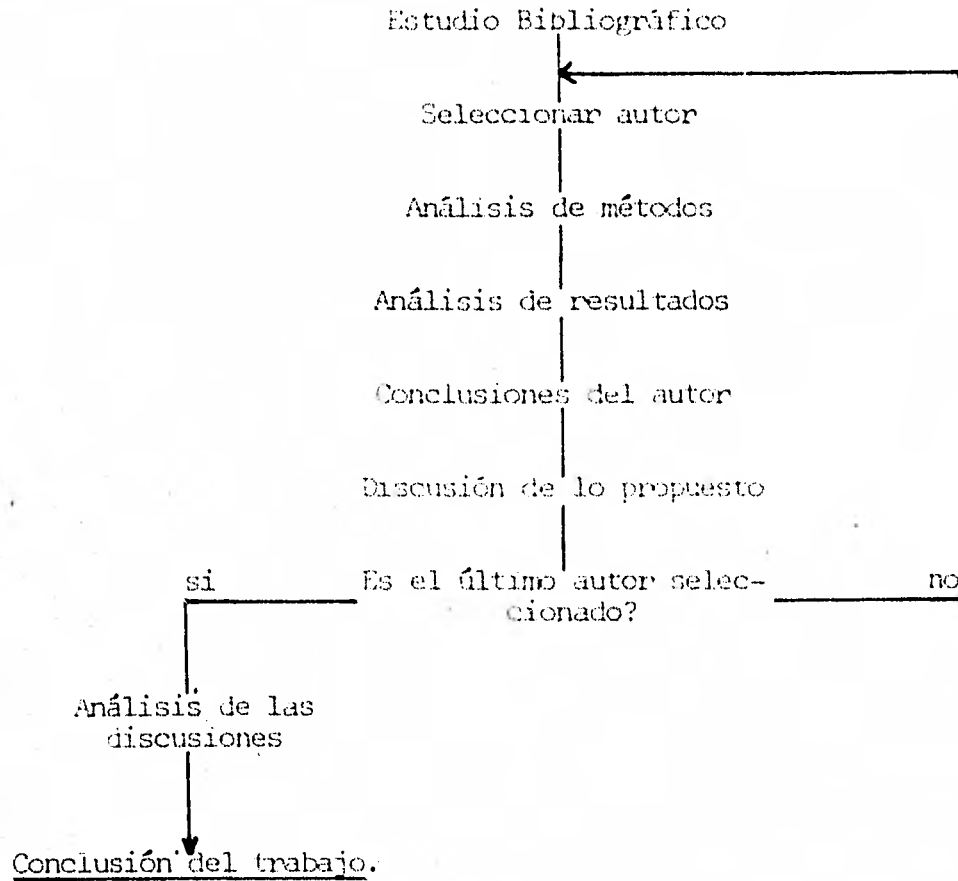 Estudio Bibliográfico
Seleccionar autor
Análisis de métodos
Análisis de resultados
Conclusiones del autor
Discusión de lo propuesto
si
Es el último autor selec-
no
cionado?
Análisis de las
discusiones
Conclusión del trabajo.